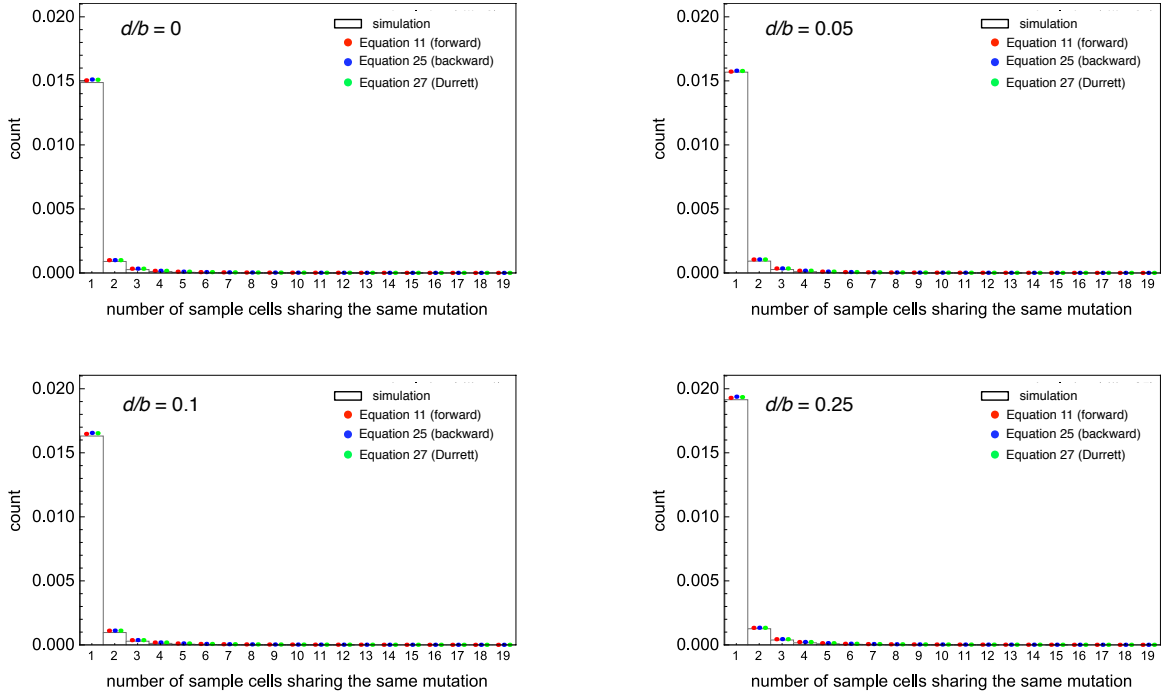 d/b = 0
simulation
Equation 11 (forward)
Equation 25 (backward)
Equation 27 (Durrett)
count
0.020
0.015
0.010
0.005
0.000
1 2 3 4 5 6 7 8 9 10 11 12 13 14 15 16 17 18 19
number of sample cells sharing the same mutation
d/b = 0.05
simulation
Equation 11 (forward)
Equation 25 (backward)
Equation 27 (Durrett)
count
0.020
0.015
0.010
0.005
0.000
1 2 3 4 5 6 7 8 9 10 11 12 13 14 15 16 17 18 19
number of sample cells sharing the same mutation
d/b = 0.1
simulation
Equation 11 (forward)
Equation 25 (backward)
Equation 27 (Durrett)
count
0.020
0.015
0.010
0.005
0.000
1 2 3 4 5 6 7 8 9 10 11 12 13 14 15 16 17 18 19
number of sample cells sharing the same mutation
d/b = 0.25
simulation
Equation 11 (forward)
Equation 25 (backward)
Equation 27 (Durrett)
count
0.020
0.015
0.010
0.005
0.000
1 2 3 4 5 6 7 8 9 10 11 12 13 14 15 16 17 18 19
number of sample cells sharing the same mutation